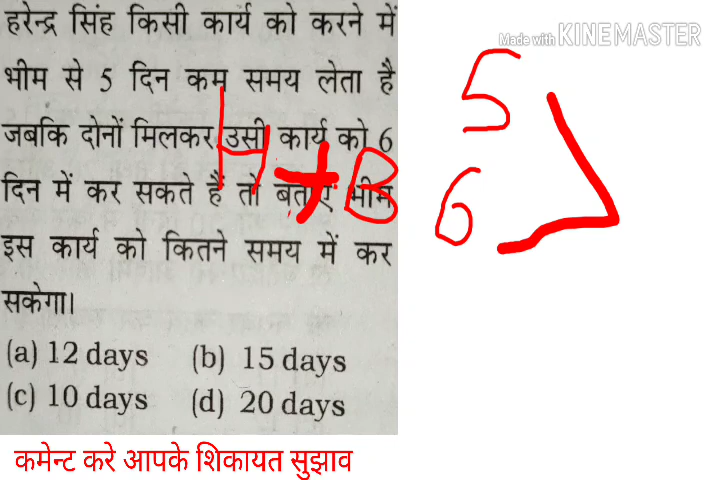 हरेन्द्र सिंह किसी कार्य को करने में
भीम से 5 दिन कम समय लेता है
जबकि दोनों मिलकर उसी कार्य को 6
दिन में कर सकते हैं तो बताएं भीम
इस कार्य को कितने समय में कर
सकेगा।
(a) 12 days (b) 15 days
(c) 10 days (d) 20 days
H + B
Made with KINEMASTER
5
6
कमेन्ट करे आपके शिकायत सुझाव